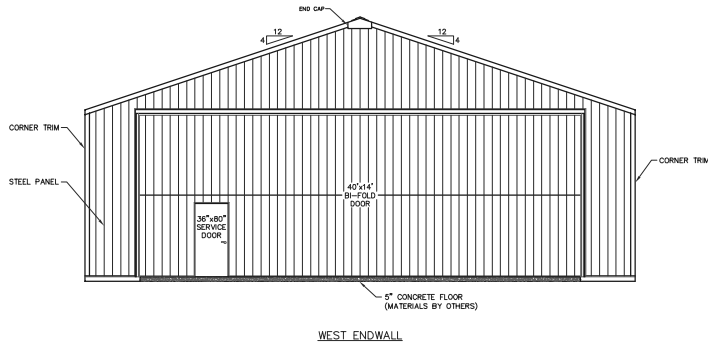 END CAP
12
4
12
4
CORNER TRIM
CORNER TRIM
STEEL PANEL
40'x14'
BI-FOLD
DOOR
36"x80"
SERVICE
DOOR
5" CONCRETE FLOOR
(MATERIALS BY OTHERS)
WEST ENDWALL